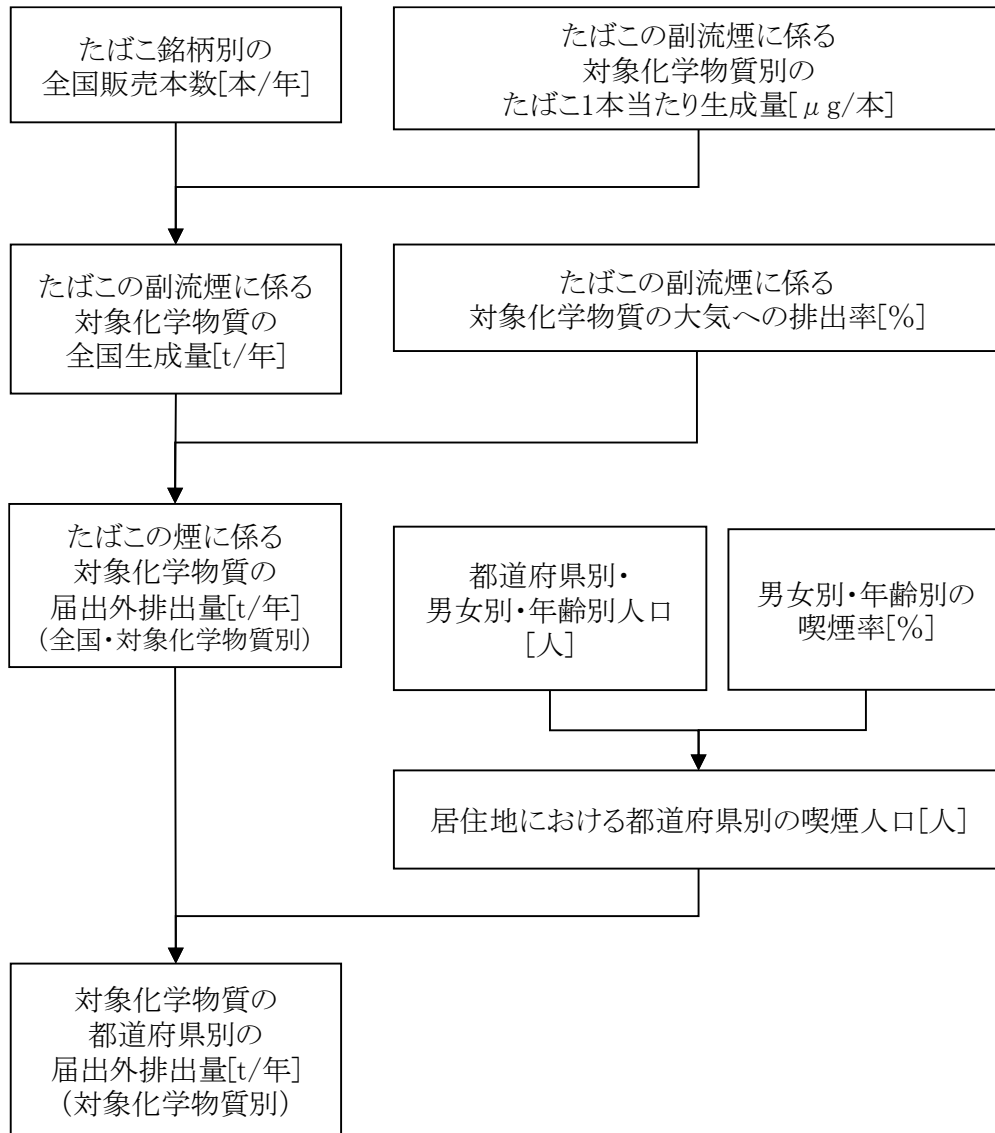 たばこ銘柄別の
全国販売本数[本/年]
たばこの副流煙に係る
対象化学物質別の
たばこ1本当たり生成量[μg/本]
たばこの副流煙に係る
対象化学物質の
全国生成量[t/年]
たばこの副流煙に係る
対象化学物質の大気への排出率[%]
たばこの煙に係る
対象化学物質の
届出外排出量[t/年]
(全国・対象化学物質別)
都道府県別・
男女別・年齢別人口
[人]
男女別・年齢別の
喫煙率[%]
居住地における都道府県別の喫煙人口[人]
対象化学物質の
都道府県別の
届出外排出量[t/年]
(対象化学物質別)